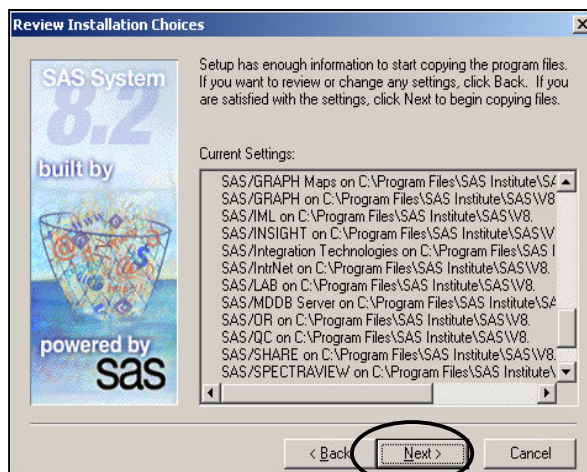 Review Installation Choices
SAS System
8.2
built by
powered by
sas
Setup has enough information to start copying the program files.
If you want to review or change any settings, click Back. If you
are satisfied with the settings, click Next to begin copying files.
Current Settings:
SAS/GRAPH Maps on C:\Program Files\SAS Institute\SA
SAS/GRAPH on C:\Program Files\SAS Institute\SAS\V8.
SAS/IML on C:\Program Files\SAS Institute\SAS\V8.
SAS/INSIGHT on C:\Program Files\SAS Institute\SAS\V
SAS/Integration Technologies on C:\Program Files\SAS I
SAS/IntrNet on C:\Program Files\SAS Institute\SAS\V8.
SAS/LAB on C:\Program Files\SAS Institute\SAS\V8.
SAS/MDDB Server on C:\Program Files\SAS Institute\SA
SAS/OR on C:\Program Files\SAS Institute\SAS\V8.
SAS/QC on C:\Program Files\SAS Institute\SAS\V8.
SAS/SHARE on C:\Program Files\SAS Institute\SAS\V8.
SAS/SPECTRAVIEW on C:\Program Files\SAS Institute\
< Back
Next >
Cancel